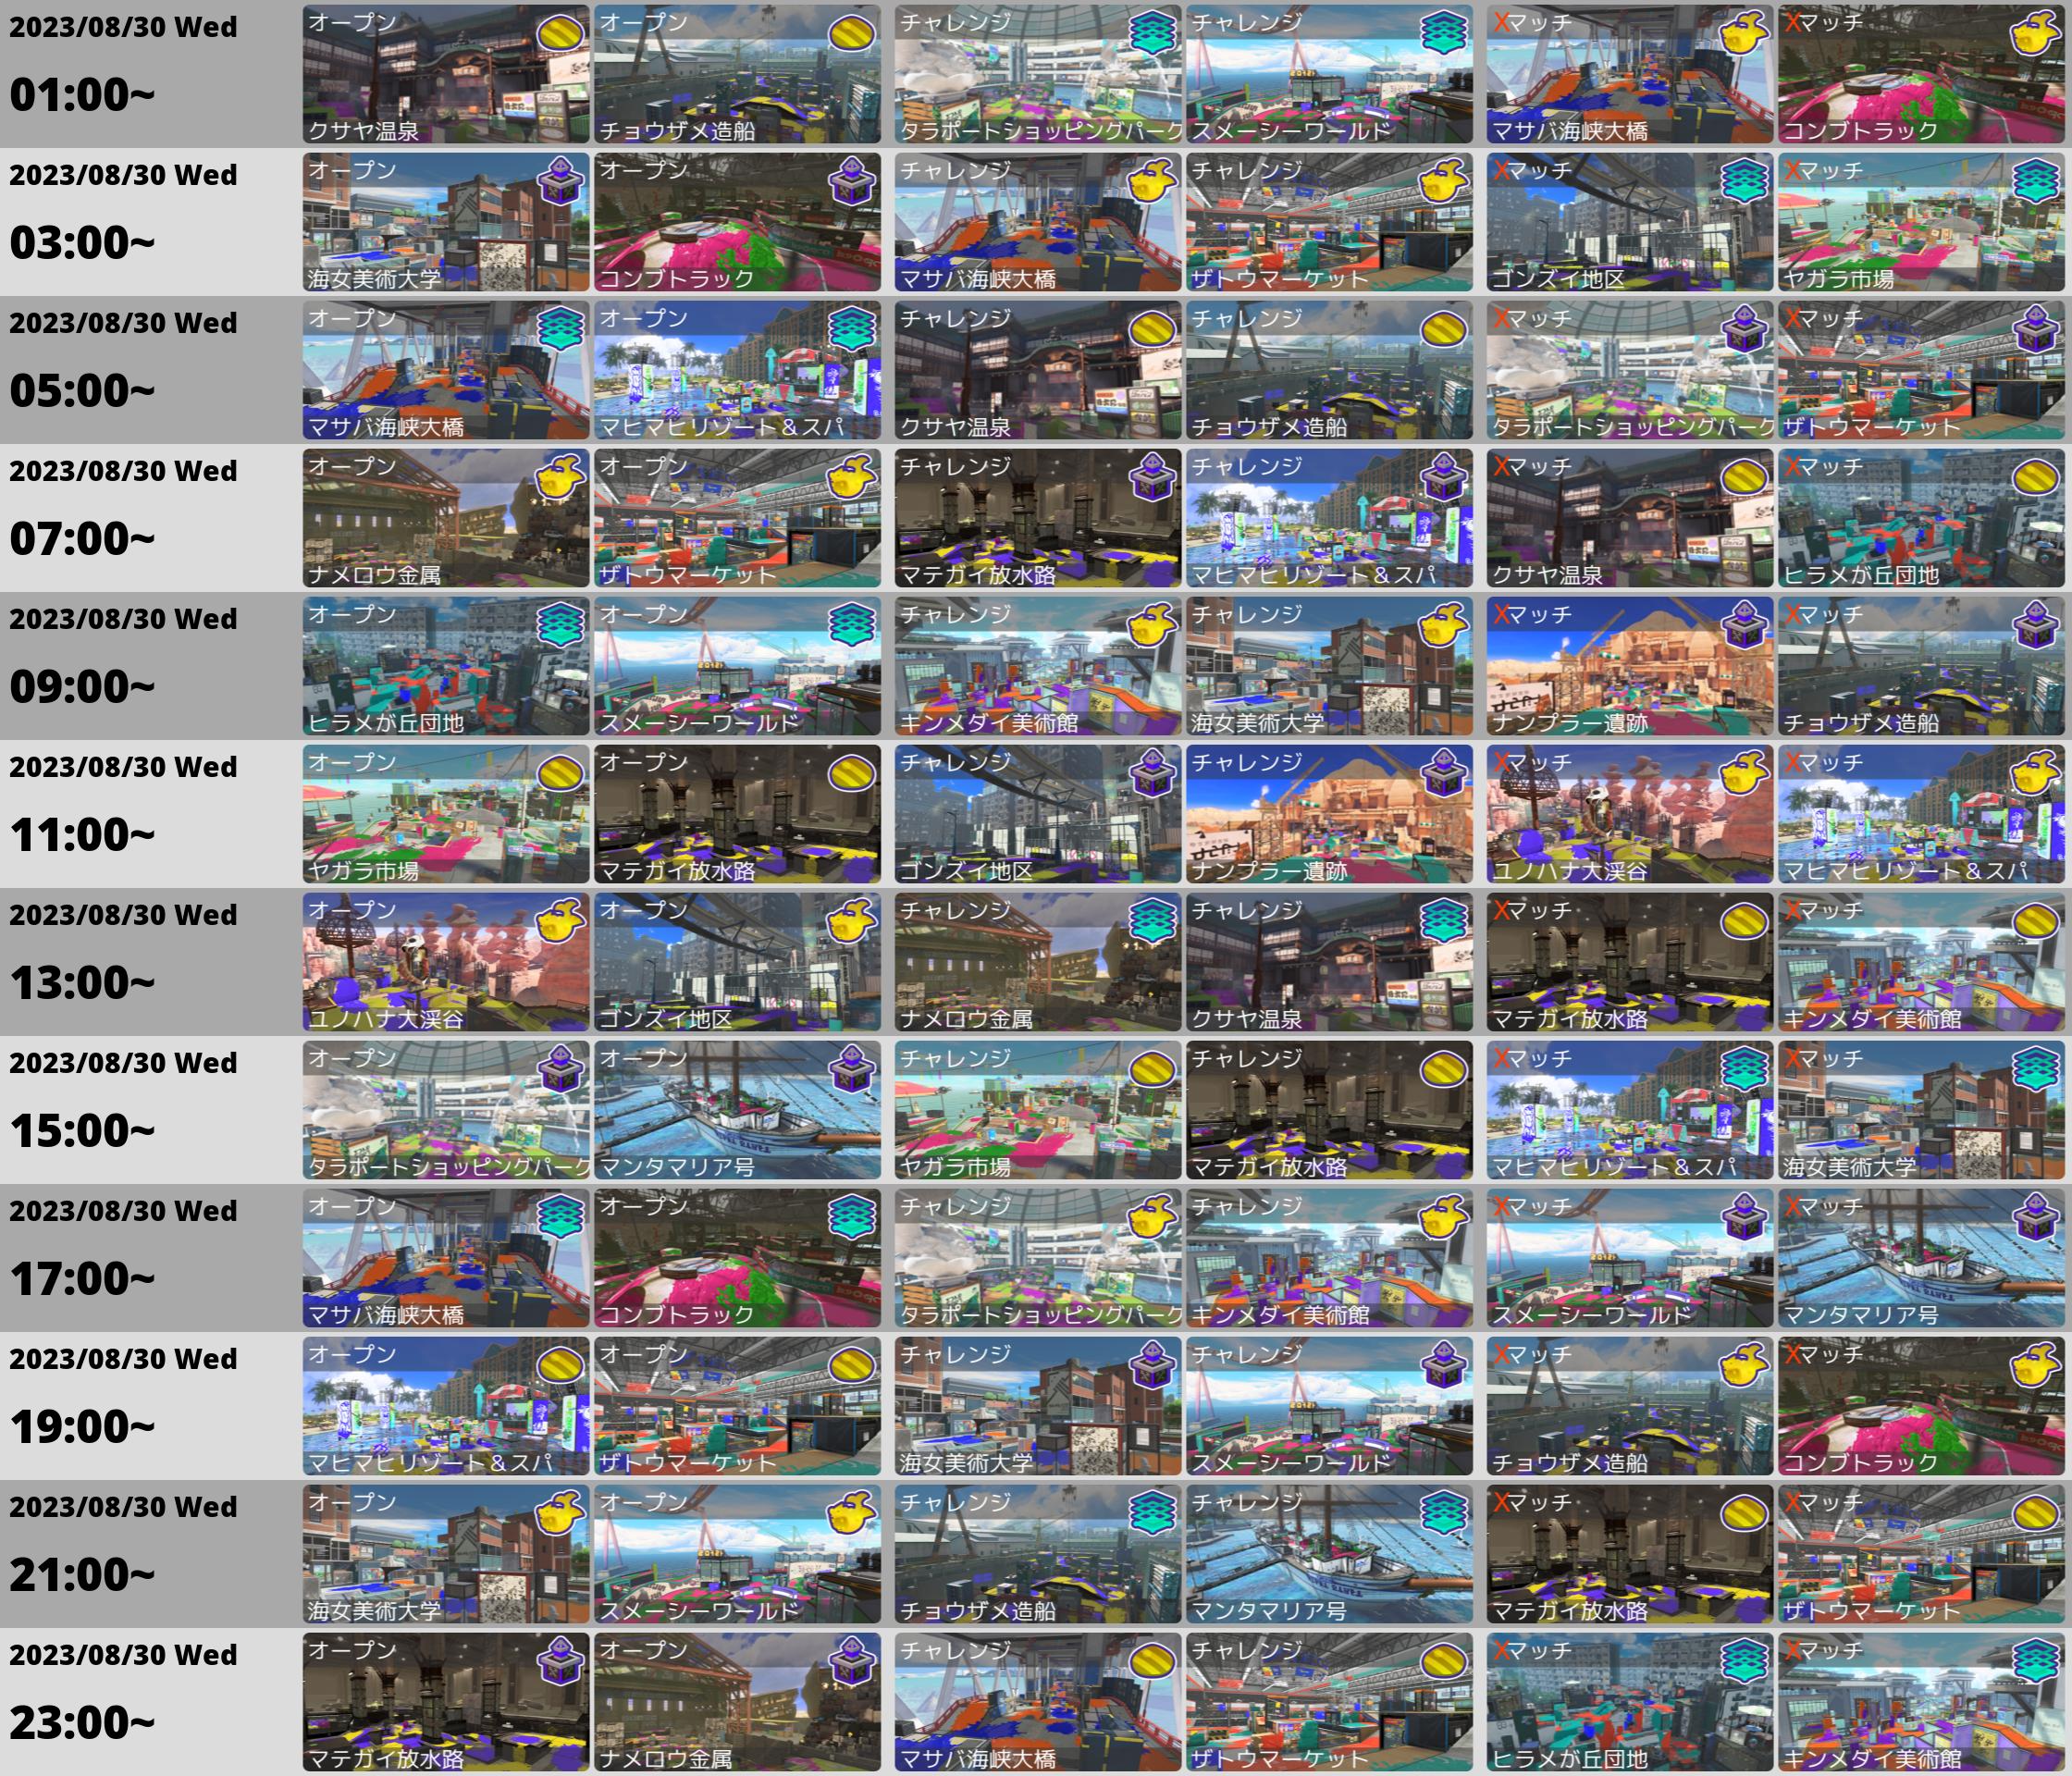 2023/08/30 Wed
01:00~
オープン オープン チャレンジ チャレンジ Xマッチ Xマッチ
クサヤ温泉 チョウザメ造船 タラポートショッピングパーク スメーシーワールド マサバ海峡大橋 コンブトラック
2023/08/30 Wed
03:00~
オープン オープン チャレンジ チャレンジ Xマッチ Xマッチ
海女美術大学 コンブトラック マサバ海峡大橋 ザトウマーケット ゴンズイ地区 ヤガラ市場
2023/08/30 Wed
05:00~
オープン オープン チャレンジ チャレンジ Xマッチ Xマッチ
マサバ海峡大橋 マヒマヒリゾート＆スパ クサヤ温泉 チョウザメ造船 タラポートショッピングパーク ザトウマーケット
2023/08/30 Wed
07:00~
オープン オープン チャレンジ チャレンジ Xマッチ Xマッチ
ナメロウ金属 ザトウマーケット マテガイ放水路 マヒマヒリゾート＆スパ クサヤ温泉 ヒラメが丘団地
2023/08/30 Wed
09:00~
オープン オープン チャレンジ チャレンジ Xマッチ Xマッチ
ヒラメが丘団地 スメーシーワールド キンメダイ美術館 海女美術大学 ナンプラー遺跡 チョウザメ造船
2023/08/30 Wed
11:00~
オープン オープン チャレンジ チャレンジ Xマッチ Xマッチ
ヤガラ市場 マテガイ放水路 ゴンズイ地区 ナンプラー遺跡 ユノハナ大渓谷 マヒマヒリゾート＆スパ
2023/08/30 Wed
13:00~
オープン オープン チャレンジ チャレンジ Xマッチ Xマッチ
ユノハナ大渓谷 ゴンズイ地区 ナメロウ金属 クサヤ温泉 マテガイ放水路 キンメダイ美術館
2023/08/30 Wed
15:00~
オープン オープン チャレンジ チャレンジ Xマッチ Xマッチ
タラポートショッピングパーク マンタマリア号 ヤガラ市場 マテガイ放水路 マヒマヒリゾート＆スパ 海女美術大学
2023/08/30 Wed
17:00~
オープン オープン チャレンジ チャレンジ Xマッチ Xマッチ
マサバ海峡大橋 コンブトラック タラポートショッピングパーク キンメダイ美術館 スメーシーワールド マンタマリア号
2023/08/30 Wed
19:00~
オープン オープン チャレンジ チャレンジ Xマッチ Xマッチ
マヒマヒリゾート＆スパ ザトウマーケット 海女美術大学 スメーシーワールド チョウザメ造船 コンブトラック
2023/08/30 Wed
21:00~
オープン オープン チャレンジ チャレンジ Xマッチ Xマッチ
海女美術大学 スメーシーワールド チョウザメ造船 マンタマリア号 マテガイ放水路 ザトウマーケット
2023/08/30 Wed
23:00~
オープン オープン チャレンジ チャレンジ Xマッチ Xマッチ
マテガイ放水路 ナメロウ金属 マサバ海峡大橋 ザトウマーケット ヒラメが丘団地 キンメダイ美術館